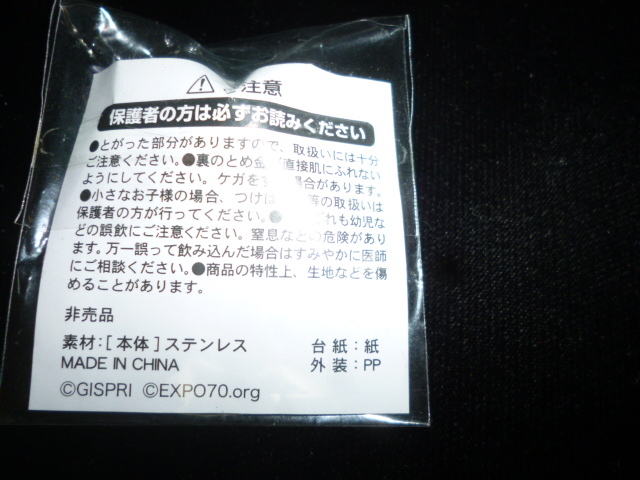 注意
保護者の方は必ずお読みください
●とがった部分がありますので、取扱いには十分
ご注意ください。●裏のとめ金 直接肌にふれない
ようにしてください。ケガを 場合があります。
●小さなお子様の場合、つけは 等の取扱いは
保護者の方が行ってください。● れも幼児な
どの誤飲にご注意ください。窒息などの危険があり
ます。万一誤って飲み込んだ場合はすみやかに医師
にご相談ください。●商品の特性上、生地などを傷
めることがあります。
非売品
素材:[本体]ステンレス 台紙:紙
MADE IN CHINA 外装:PP
©GISPRI ©EXPO70.org